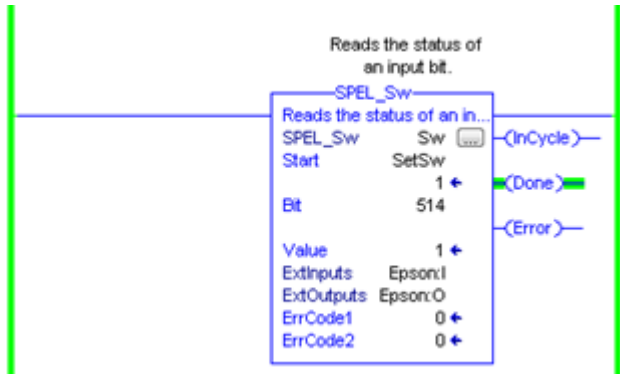 Reads the status of
an input bit.
SPEL_Sw
Reads the status of an in...
SPEL_Sw Sw ... (InCycle)
Start SetSw
1 (Done)
Bit 514
(Error)
Value 1
ExtInputs Epson:I
ExtOutputs Epson:O
ErrCode1 0
ErrCode2 0